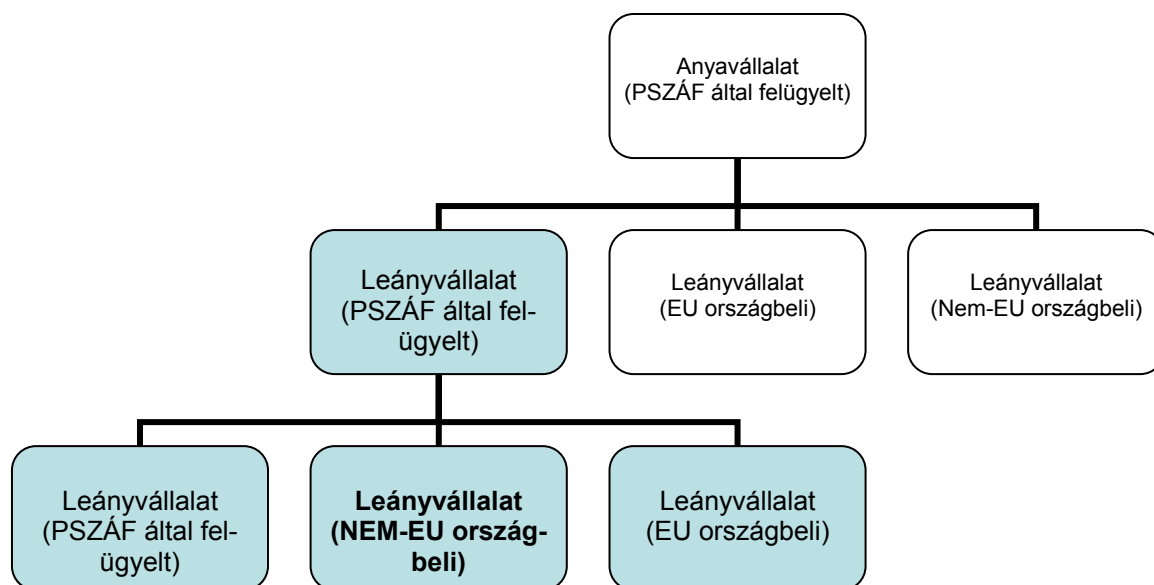 Anyavállalat
(PSZÁF által felügyelt)
Leányvállalat
(PSZÁF által fel-
ügyelt)
Leányvállalat
(EU országbeli)
Leányvállalat
(Nem-EU országbeli)
Leányvállalat
(PSZÁF által fel-
ügyelt)
Leányvállalat
(NEM-EU ország-
beli)
Leányvállalat
(EU országbeli)